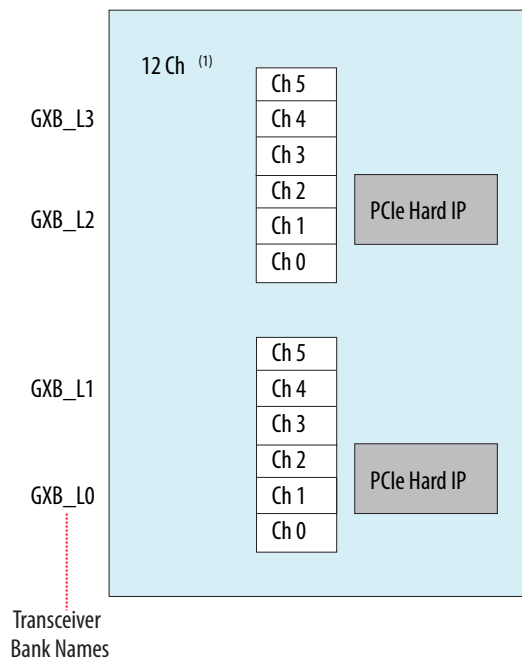 12 Ch (1)
Ch 5
GXB_L3
Ch 4
Ch 3
Ch 2
PCIe Hard IP
GXB_L2
Ch 1
Ch 0
Ch 5
GXB_L1
Ch 4
Ch 3
Ch 2
PCIe Hard IP
GXB_L0
Ch 1
Ch 0
Transceiver
Bank Names